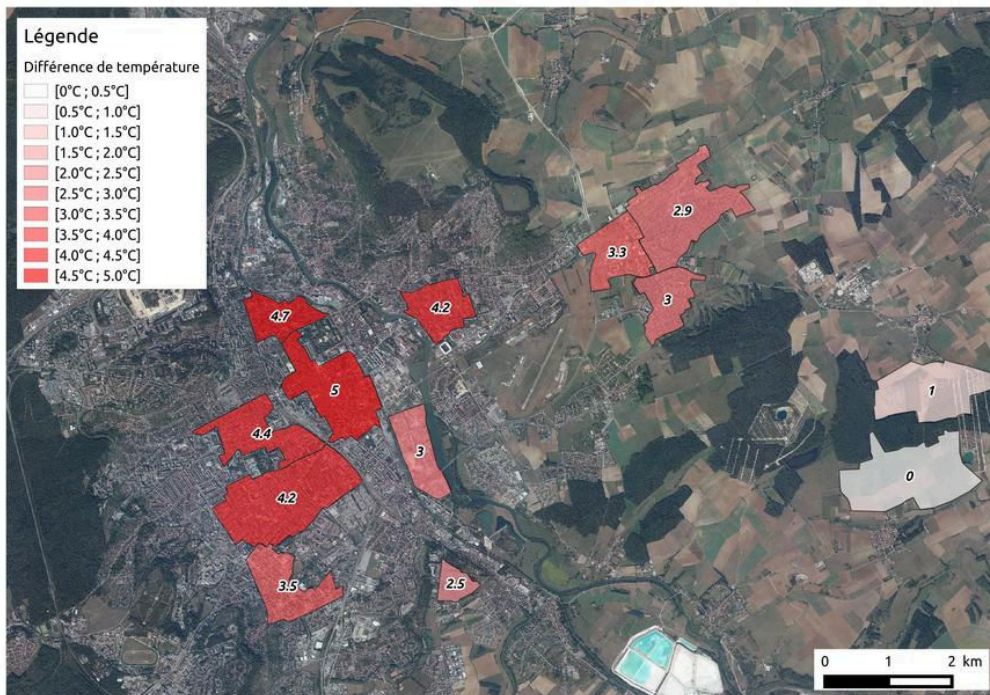 Légende
Différence de température
[0°C ; 0.5°C]
[0.5°C ; 1.0°C]
[1.0°C ; 1.5°C]
[1.5°C ; 2.0°C]
[2.0°C ; 2.5°C]
[2.5°C ; 3.0°C]
[3.0°C ; 3.5°C]
[3.5°C ; 4.0°C]
[4.0°C ; 4.5°C]
[4.5°C ; 5.0°C]
2.9
3.3
3
4.7
4.2
5
1
4.4
3
0
4.2
3.5
2.5
0 1 2 km